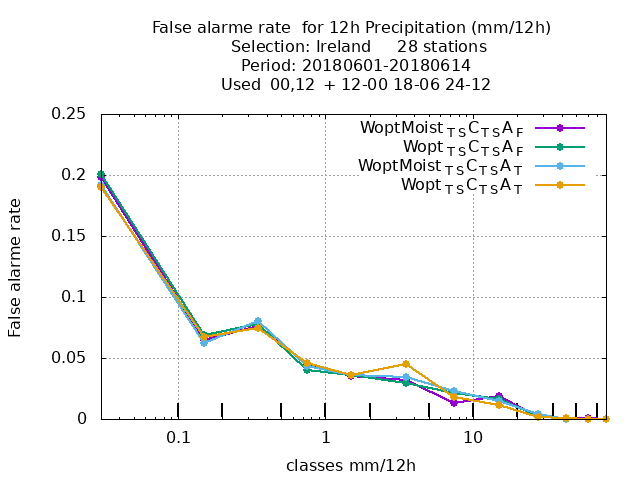 False alarme rate  for 12h Precipitation (mm/12h)
Selection: Ireland     28 stations
Period: 20180601-20180614
Used  00,12  + 12-00 18-06 24-12
WoptMoist TS C TS A F
Wopt TS C TS A F
WoptMoist TS C TS A T
Wopt TS C TS A T
False alarme rate
0.25
0.2
0.15
0.1
0.05
0
0.1
1
10
classes mm/12h